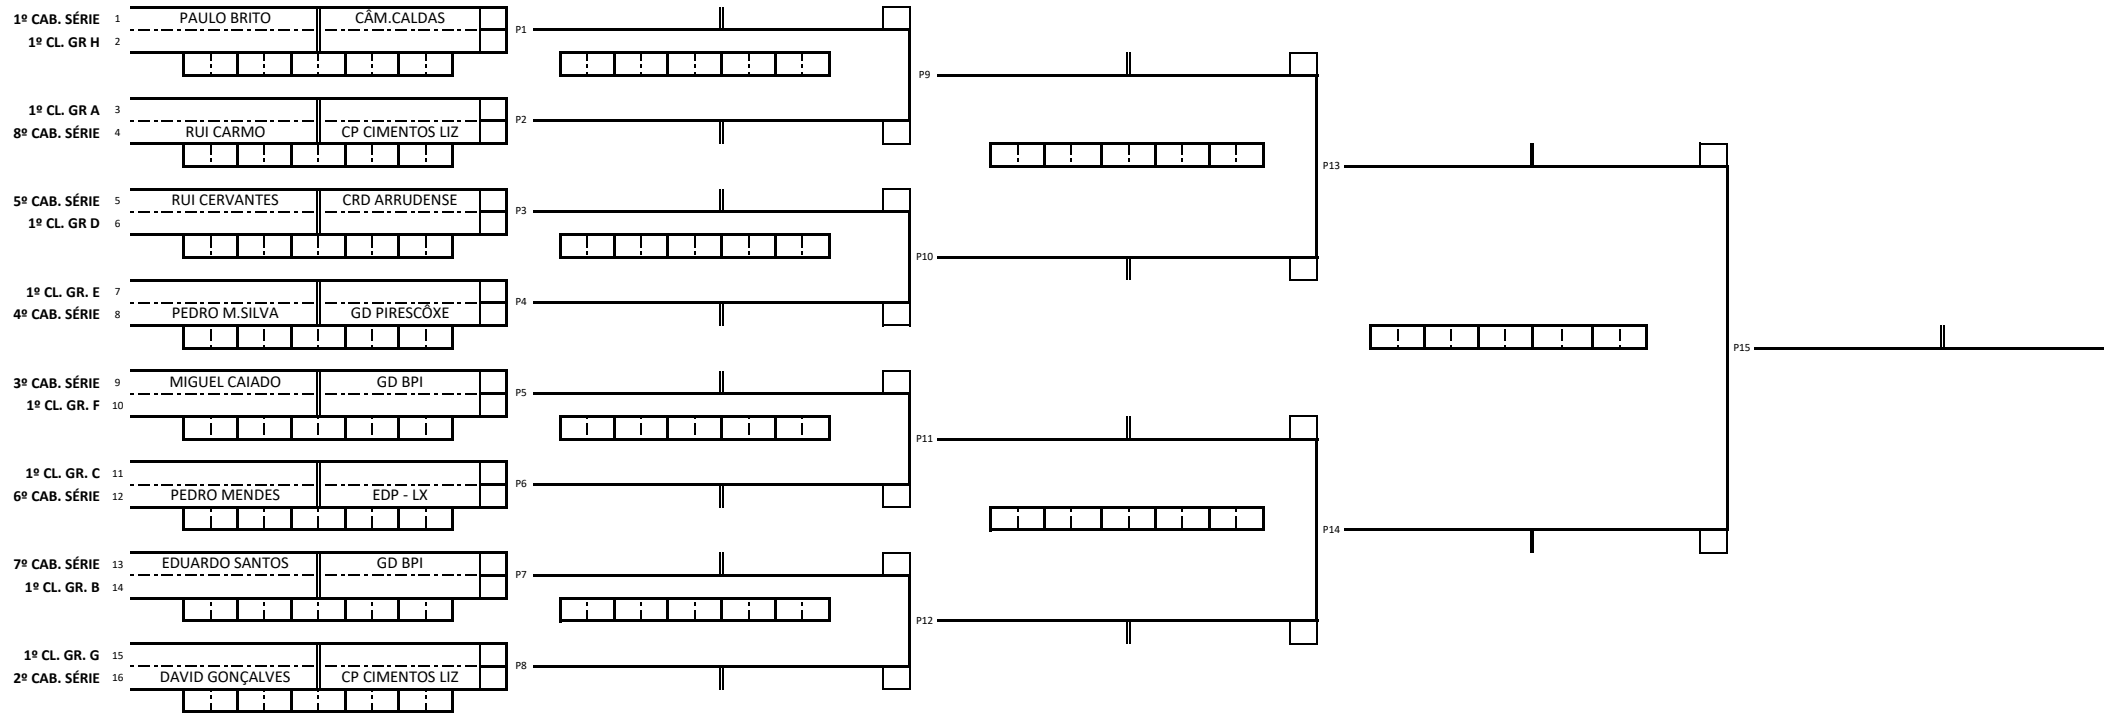 1º CAB. SÉRIE 1 PAULO BRITO CÂM.CALDAS
P1
1º CL. GR H 2
P9
1º CL. GR A 3
P2
8º CAB. SÉRIE 4 RUI CARMO CP CIMENTOS LIZ
P13
5º CAB. SÉRIE 5 RUI CERVANTES CRD ARRUDENSE
P3
1º CL. GR D 6
P10
1º CL. GR. E 7
P4
4º CAB. SÉRIE 8 PEDRO M.SILVA GD PIRESCÔXE
P15
3º CAB. SÉRIE 9 MIGUEL CAIADO GD BPI
P5
1º CL. GR. F 10
P11
1º CL. GR. C 11
P6
6º CAB. SÉRIE 12 PEDRO MENDES EDP - LX
P14
7º CAB. SÉRIE 13 EDUARDO SANTOS GD BPI
P7
1º CL. GR. B 14
P12
1º CL. GR. G 15
P8
2º CAB. SÉRIE 16 DAVID GONÇALVES CP CIMENTOS LIZ